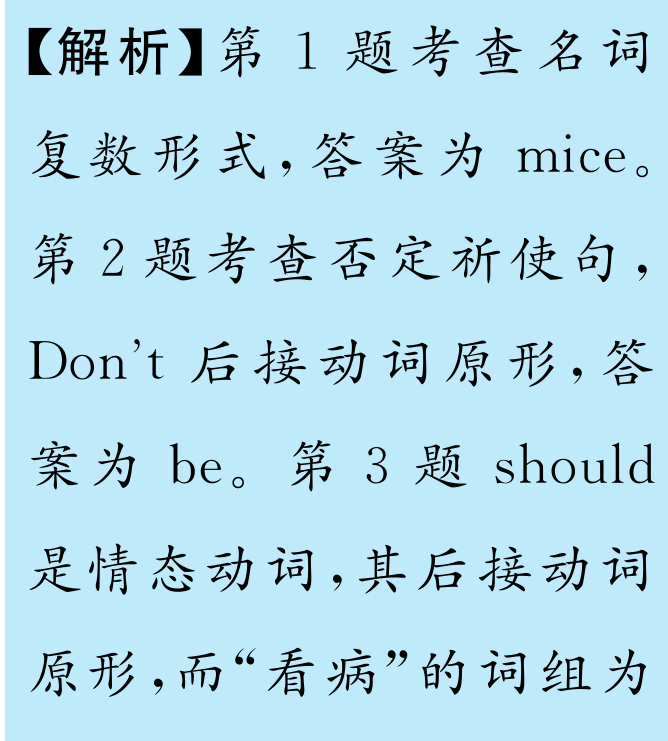 【解析】第 1 题考查名词
复数形式,答案为 mice。
第 2 题考查否定祈使句,
Don't 后接动词原形,答
案为 be。第 3 题 should
是情态动词,其后接动词
原形,而“看病”的词组为